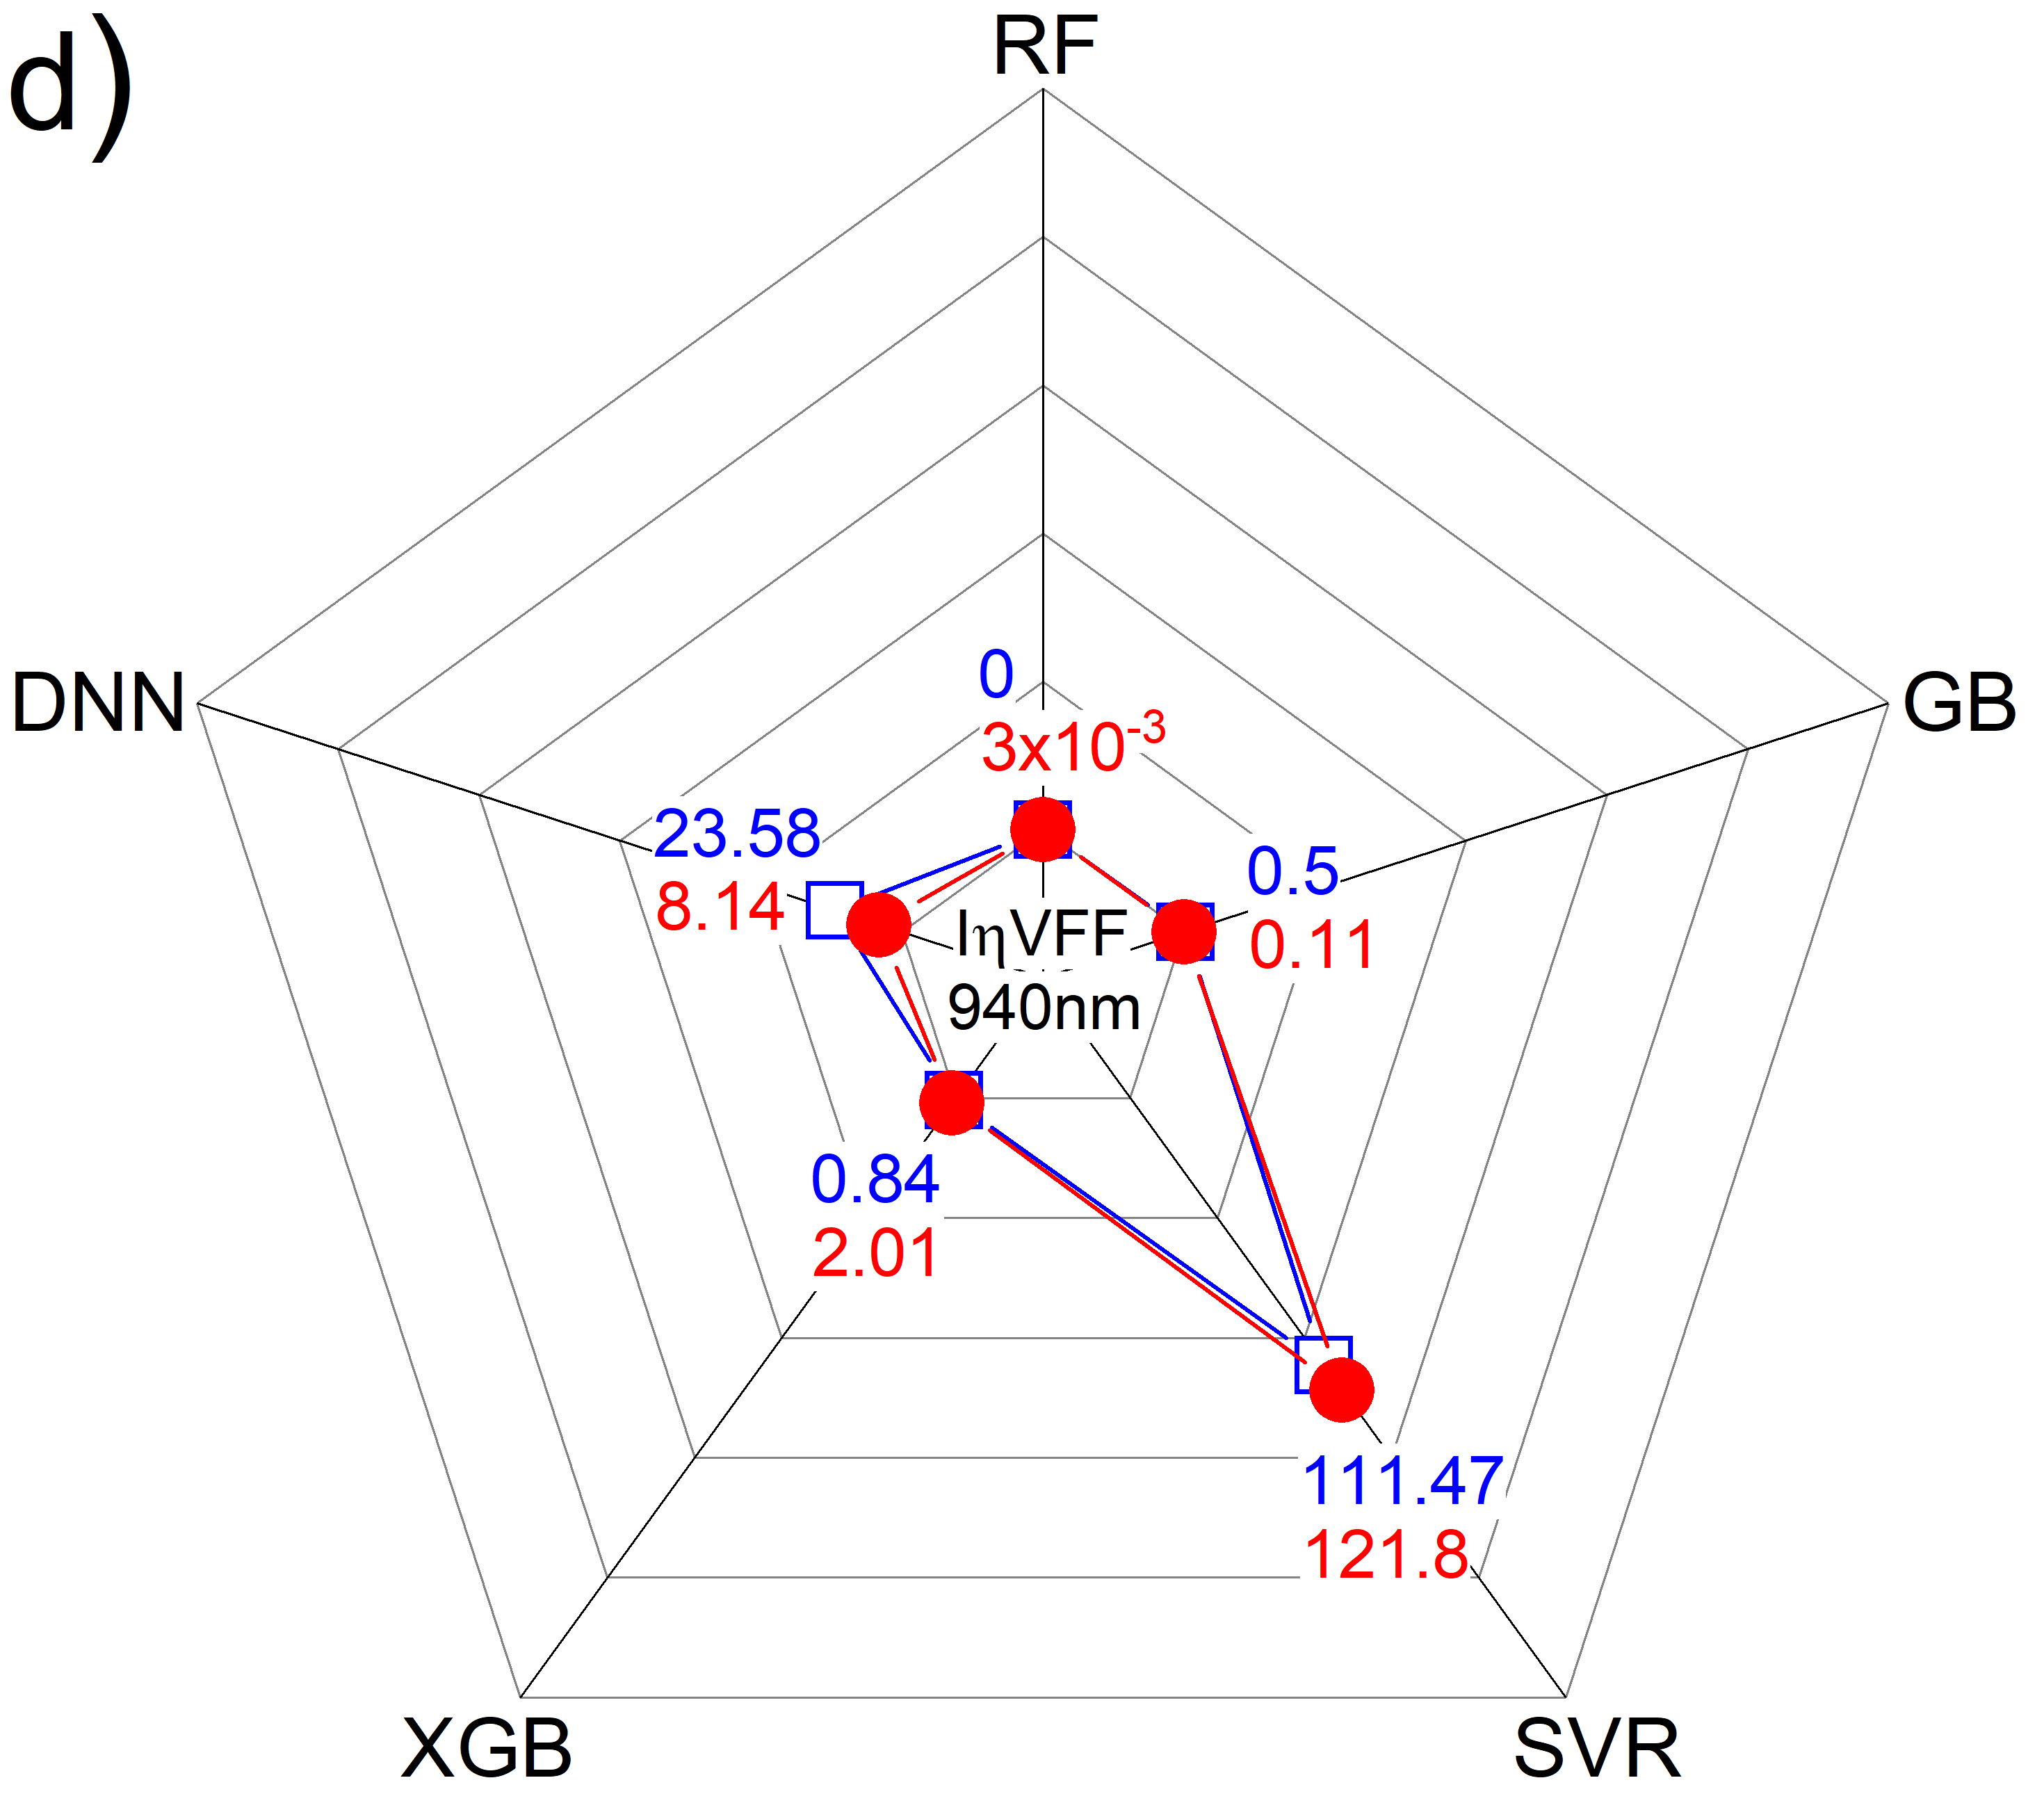 d)
RF
DNN
GB
0
3x10⁻³
23.58
8.14
0.5
0.11
IηVFF
940nm
0.84
2.01
111.47
121.8
XGB
SVR